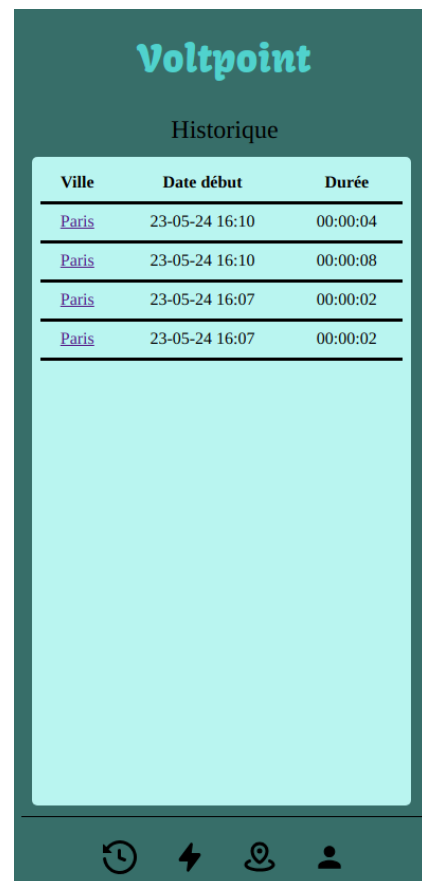 Voltpoint
Historique
Ville Date début Durée
Paris 23-05-24 16:10 00:00:04
Paris 23-05-24 16:10 00:00:08
Paris 23-05-24 16:07 00:00:02
Paris 23-05-24 16:07 00:00:02